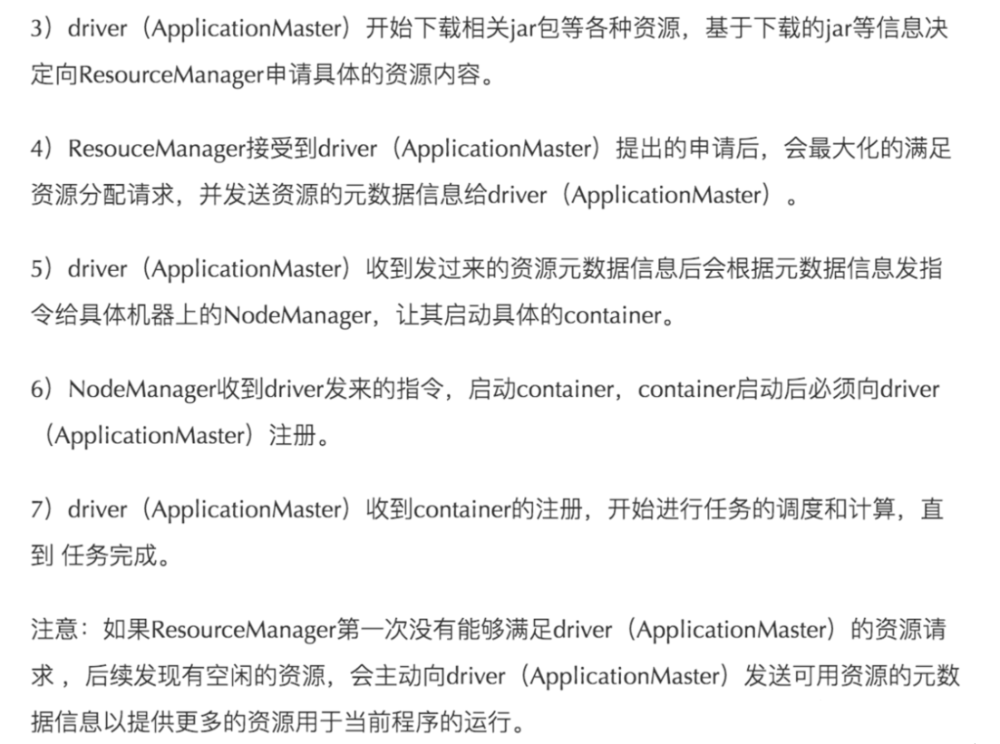 3）driver（ApplicationMaster）开始下载相关jar包等各种资源，基于下载的jar等信息决
定向ResourceManager申请具体的资源内容。
4）ResouceManager接受到driver（ApplicationMaster）提出的申请后，会最大化的满足
资源分配请求，并发送资源的元数据信息给driver（ApplicationMaster）。
5）driver（ApplicationMaster）收到发过来的资源元数据信息后会根据元数据信息发指
令给具体机器上的NodeManager，让其启动具体的container。
6）NodeManager收到driver发来的指令，启动container，container启动后必须向driver
（ApplicationMaster）注册。
7）driver（ApplicationMaster）收到container的注册，开始进行任务的调度和计算，直
到 任务完成。
注意：如果ResourceManager第一次没有能够满足driver（ApplicationMaster）的资源请
求 ，后续发现有空闲的资源，会主动向driver（ApplicationMaster）发送可用资源的元数
据信息以提供更多的资源用于当前程序的运行。